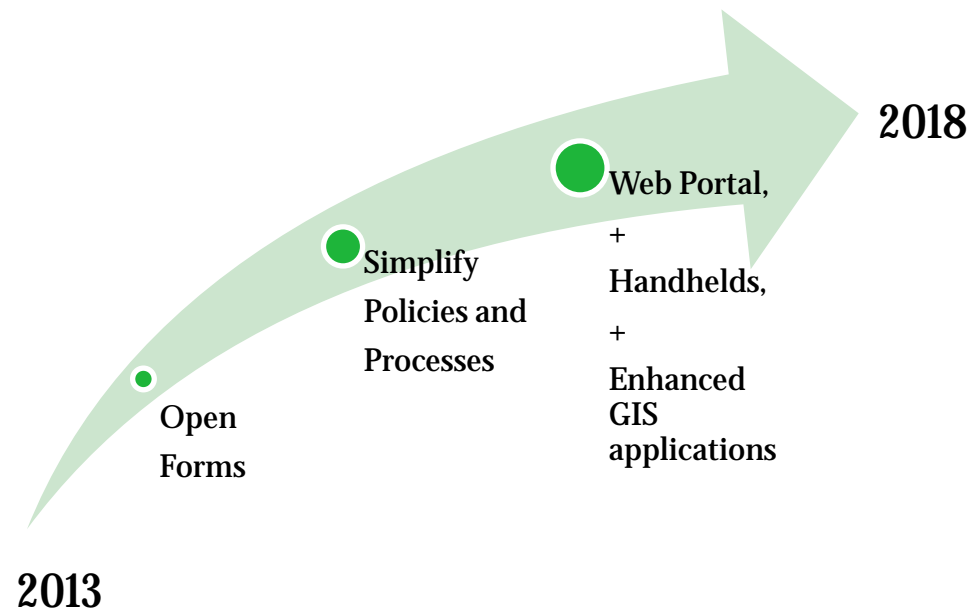 2018
Web Portal,
+
Handhelds,
+
Enhanced
GIS
applications
Simplify
Policies and
Processes
Open
Forms
2013